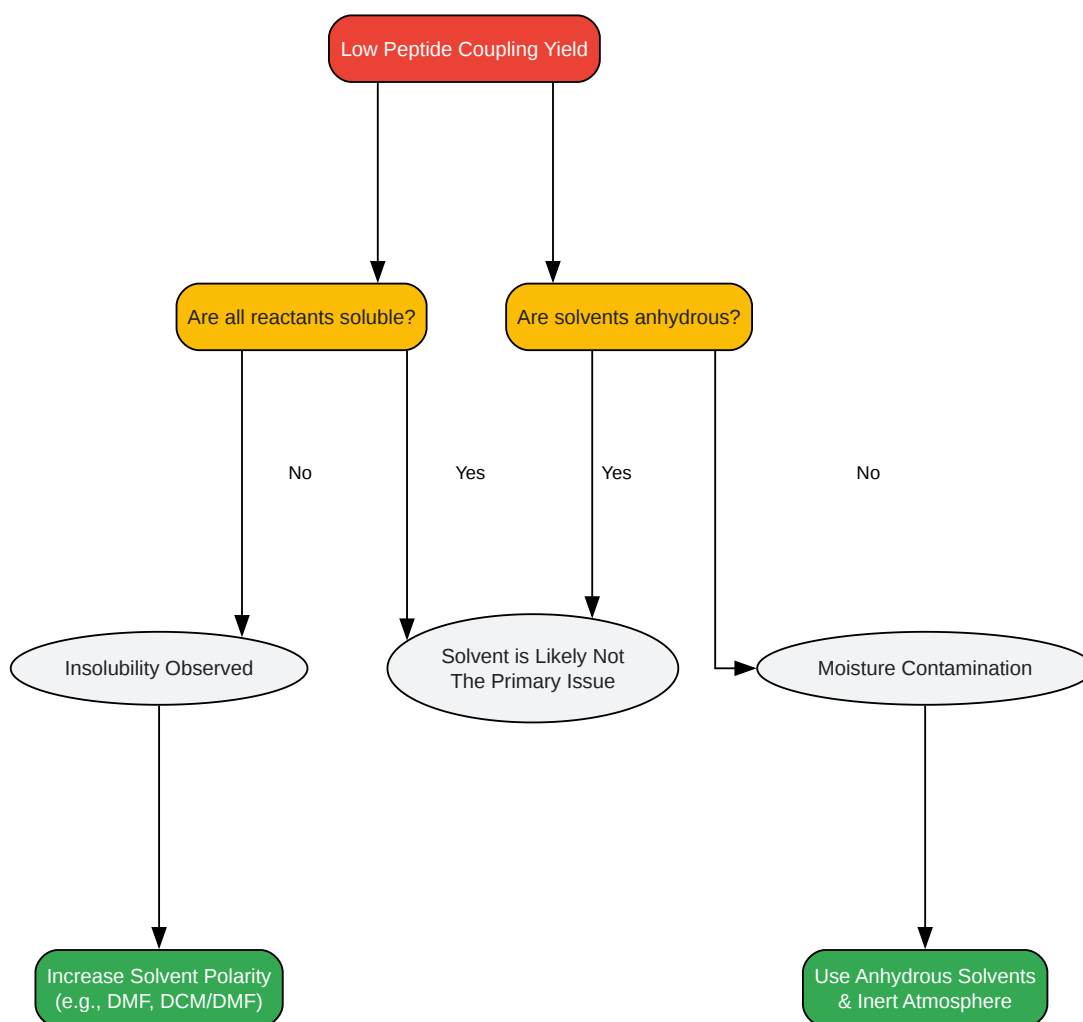 Low Peptide Coupling Yield
Are all reactants soluble?
Are solvents anhydrous?
No
Yes
Yes
No
Insolubility Observed
Solvent is Likely Not
The Primary Issue
Moisture Contamination
Increase Solvent Polarity
(e.g., DMF, DCM/DMF)
Use Anhydrous Solvents
& Inert Atmosphere